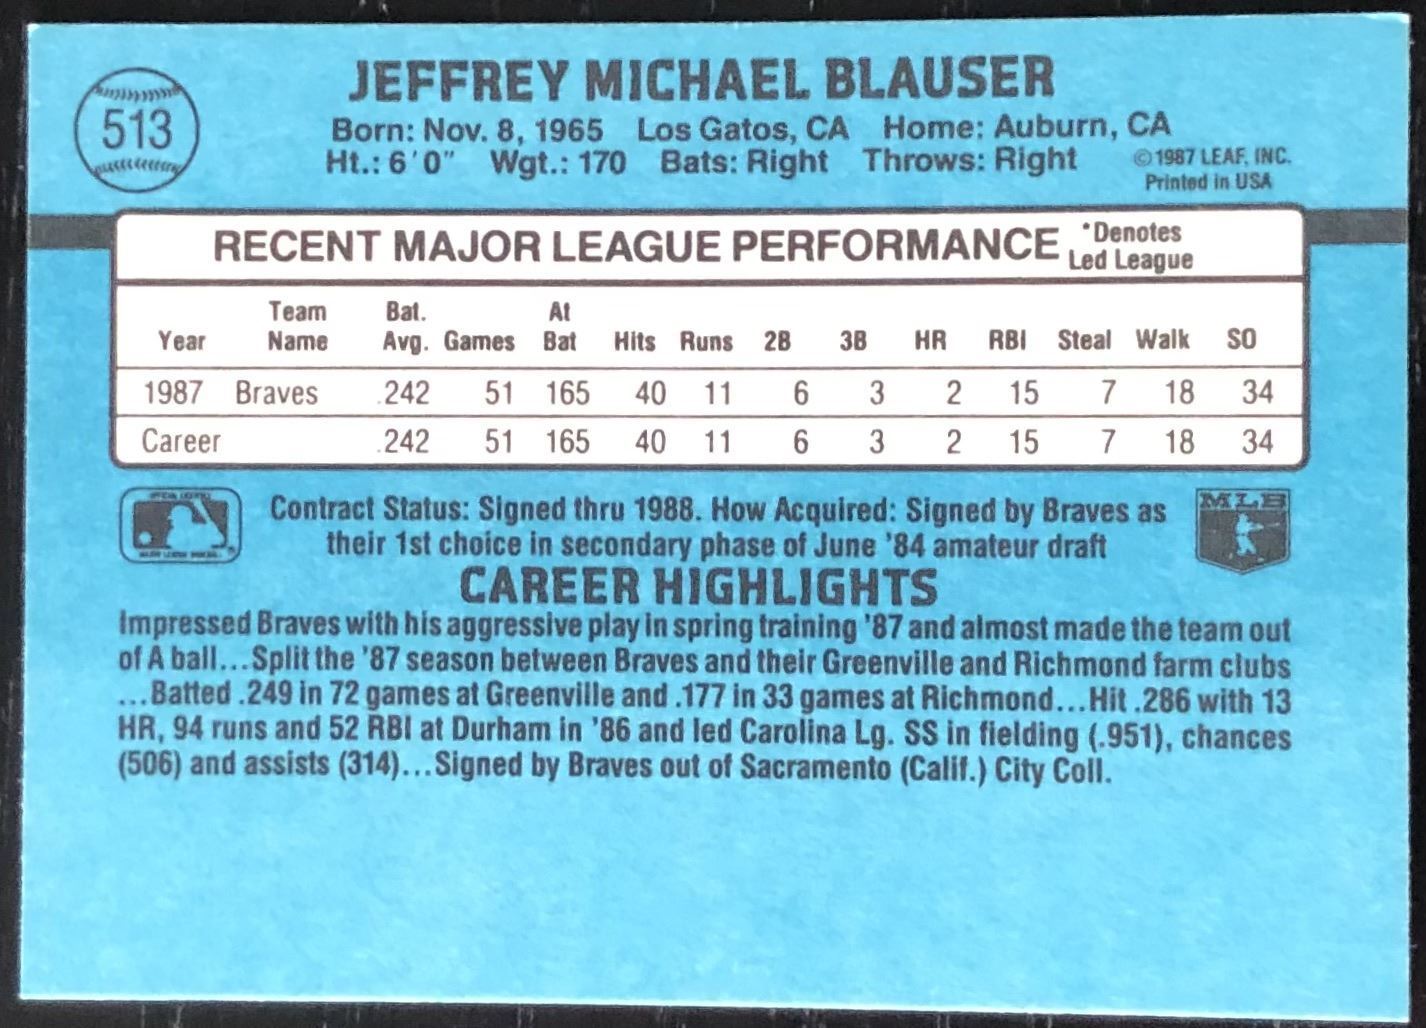 513
JEFFREY MICHAEL BLAUSER
Born: Nov. 8, 1965 Los Gatos, CA Home: Auburn, CA
Ht.: 6'0" Wgt.: 170 Bats: Right Throws: Right
©1987 LEAF, INC.
Printed in USA
RECENT MAJOR LEAGUE PERFORMANCE
*Denotes
Led League
Year Team Name Bat. Avg. Games At Bat Hits Runs 2B 3B HR RBI Steal Walk SO
1987 Braves .242 51 165 40 11 6 3 2 15 7 18 34
Career .242 51 165 40 11 6 3 2 15 7 18 34
Contract Status: Signed thru 1988. How Acquired: Signed by Braves as
their 1st choice in secondary phase of June '84 amateur draft
MLB
CAREER HIGHLIGHTS
Impressed Braves with his aggressive play in spring training '87 and almost made the team out
of A ball...Split the '87 season between Braves and their Greenville and Richmond farm clubs
...Batted .249 in 72 games at Greenville and .177 in 33 games at Richmond...Hit .286 with 13
HR, 94 runs and 52 RBI at Durham in '86 and led Carolina Lg. SS in fielding (.951), chances
(506) and assists (314)...Signed by Braves out of Sacramento (Calif.) City Coll.